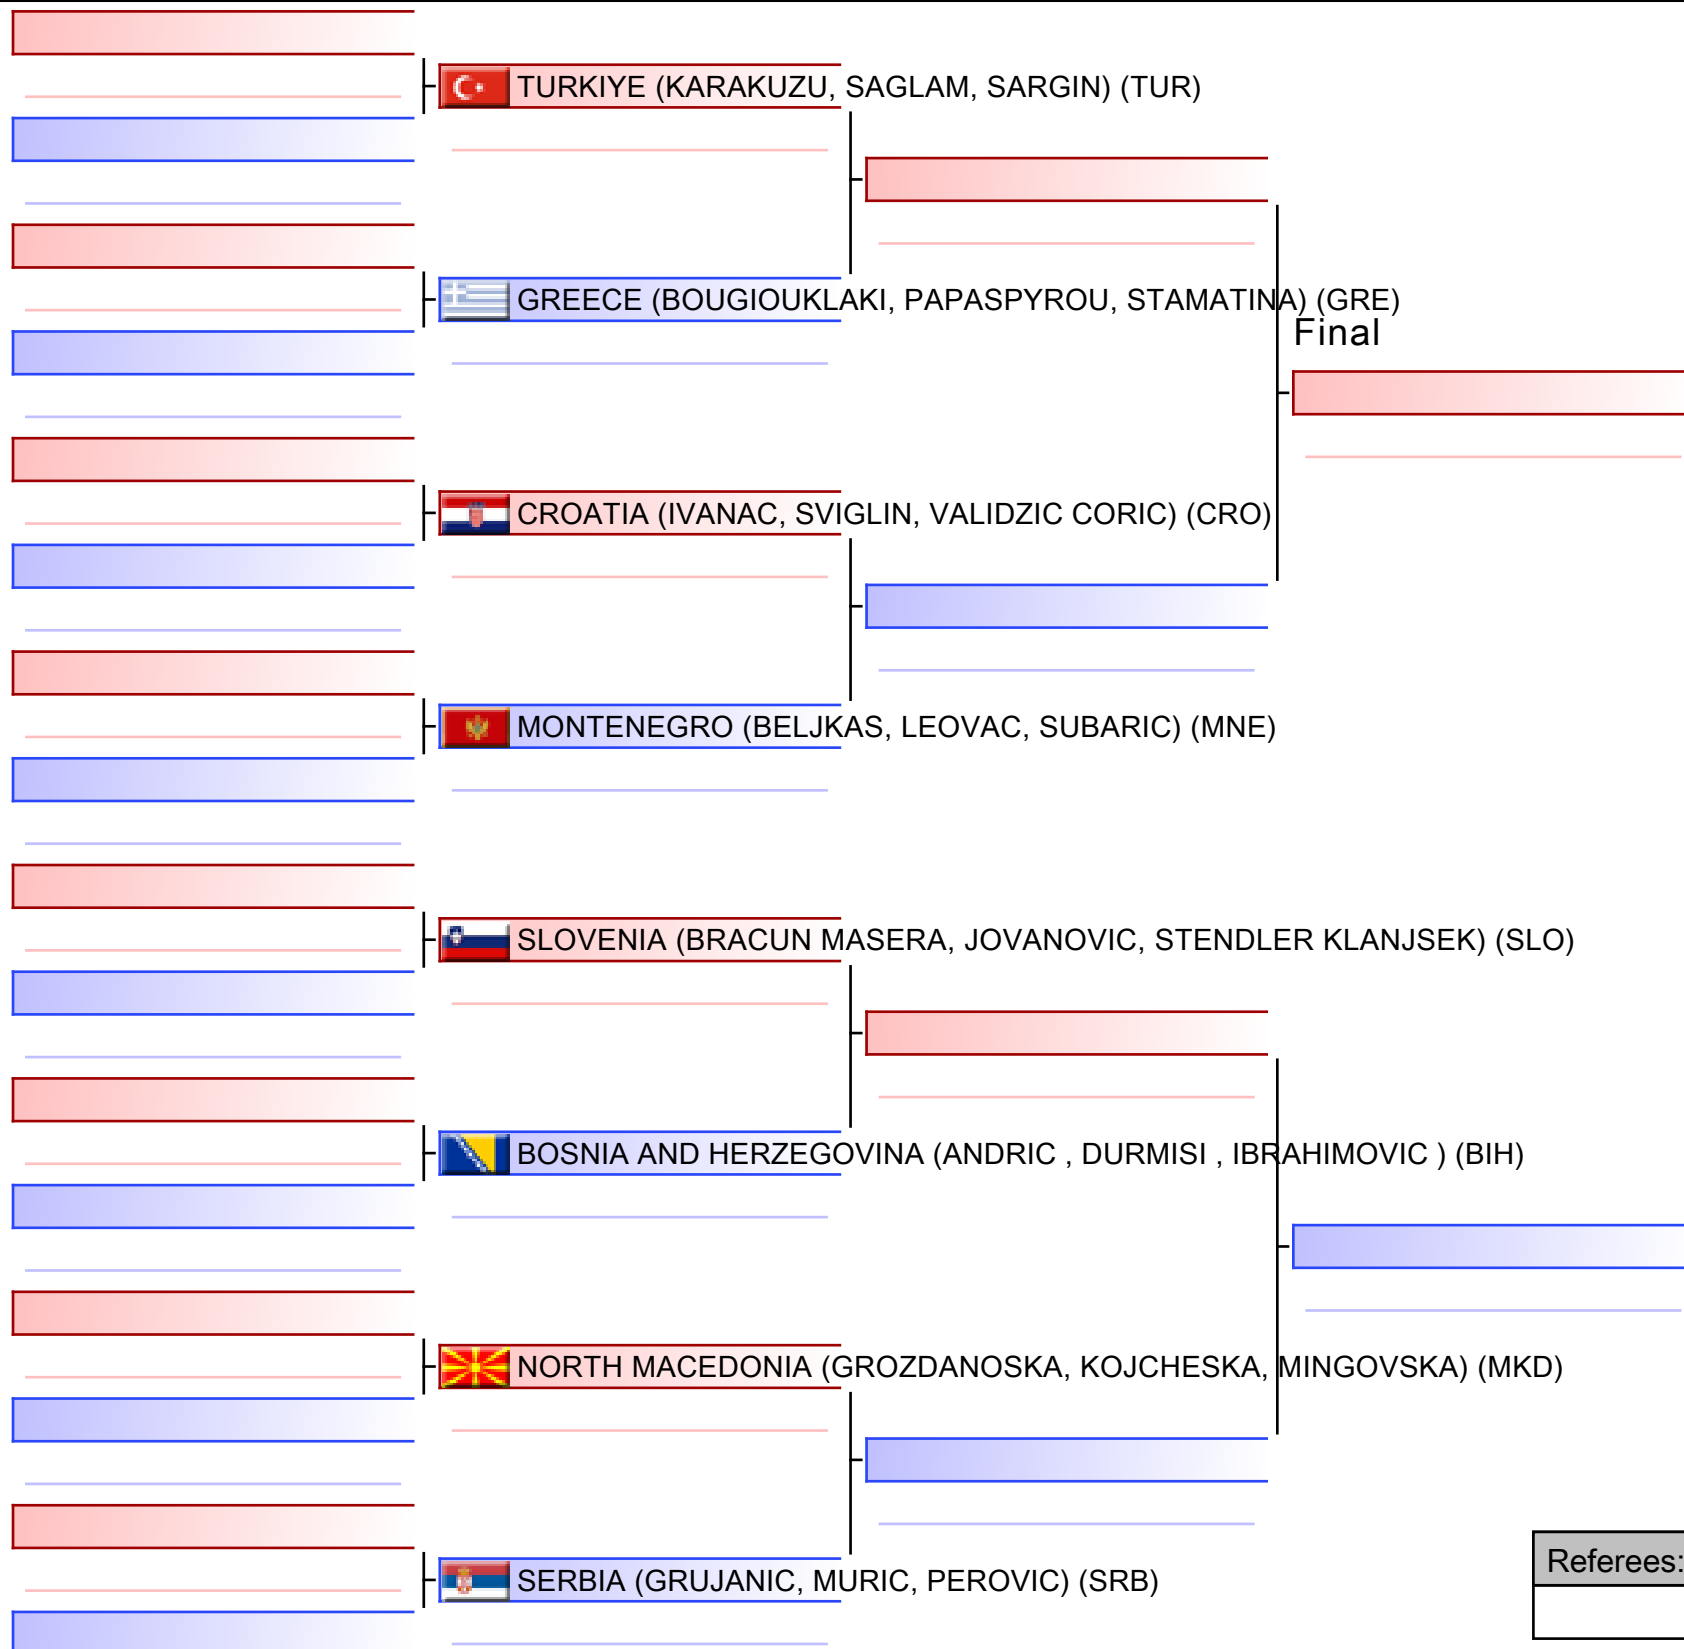 TURKIYE (KARAKUZU, SAGLAM, SARGIN) (TUR)
GREECE (BOUGIOUKLAKI, PAPASPYROU, STAMATINA) (GRE)
Final
CROATIA (IVANAC, SVIGLIN, VALIDZIC CORIC) (CRO)
MONTENEGRO (BELJKAS, LEOVAC, SUBARIC) (MNE)
SLOVENIA (BRACUN MASERA, JOVANOVIC, STENDLER KLANJSEK) (SLO)
BOSNIA AND HERZEGOVINA (ANDRIC , DURMISI , IBRAHIMOVIC ) (BIH)
NORTH MACEDONIA (GROZDANOSKA, KOJCHESKA, MINGOVSKA) (MKD)
Referees:
SERBIA (GRUJANIC, MURIC, PEROVIC) (SRB)